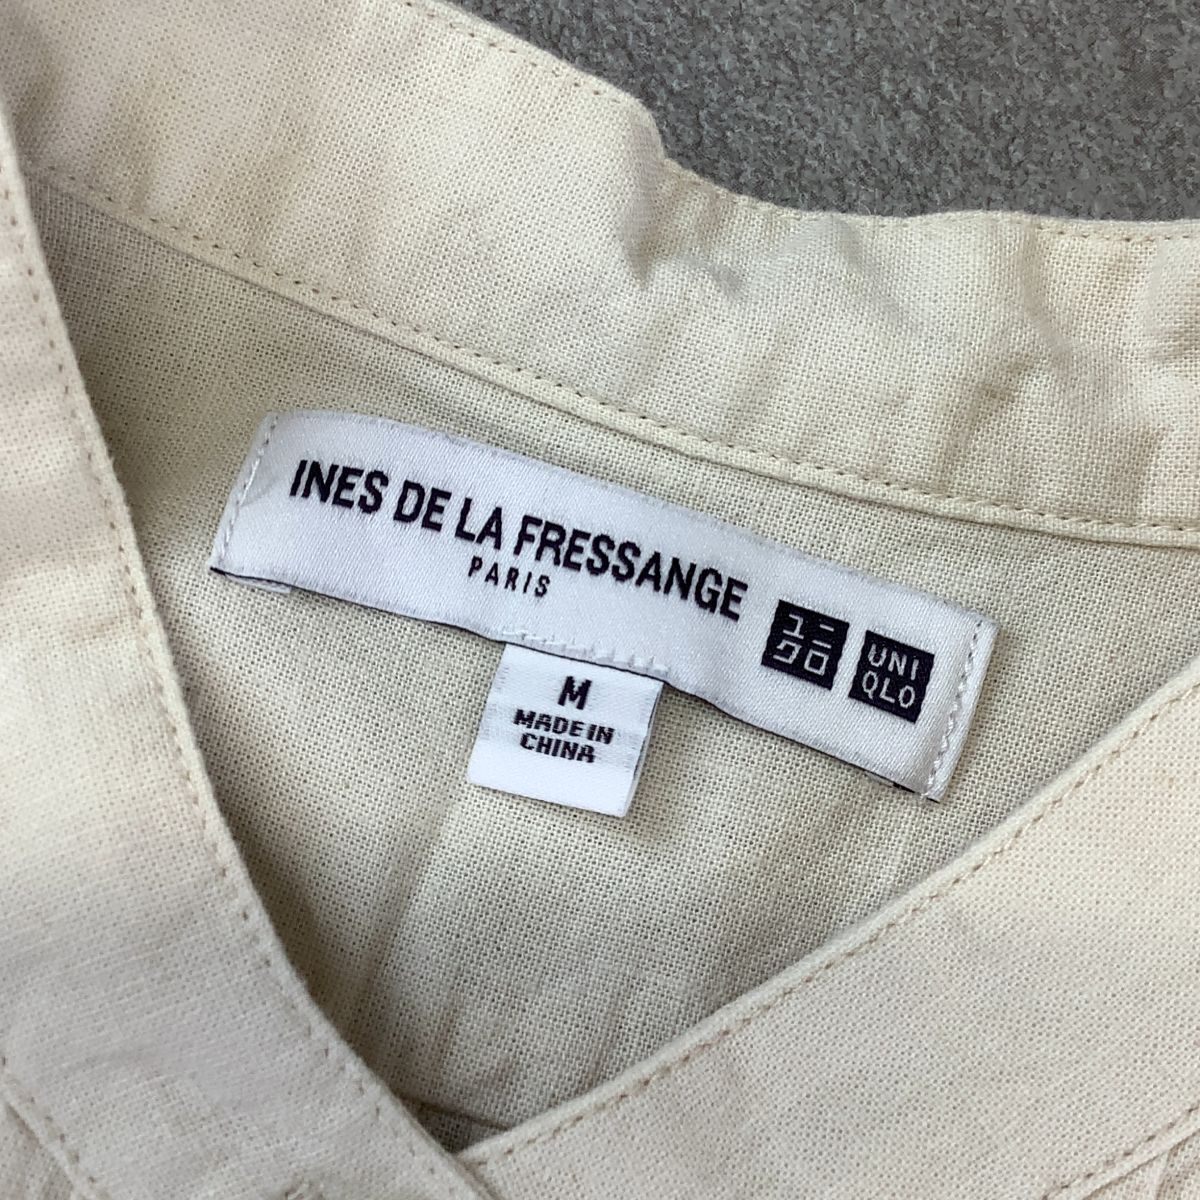 INES DE LA FRESSANGE
PARIS
ユニ
クロ
UNI
QLO
M
MADE IN
CHINA